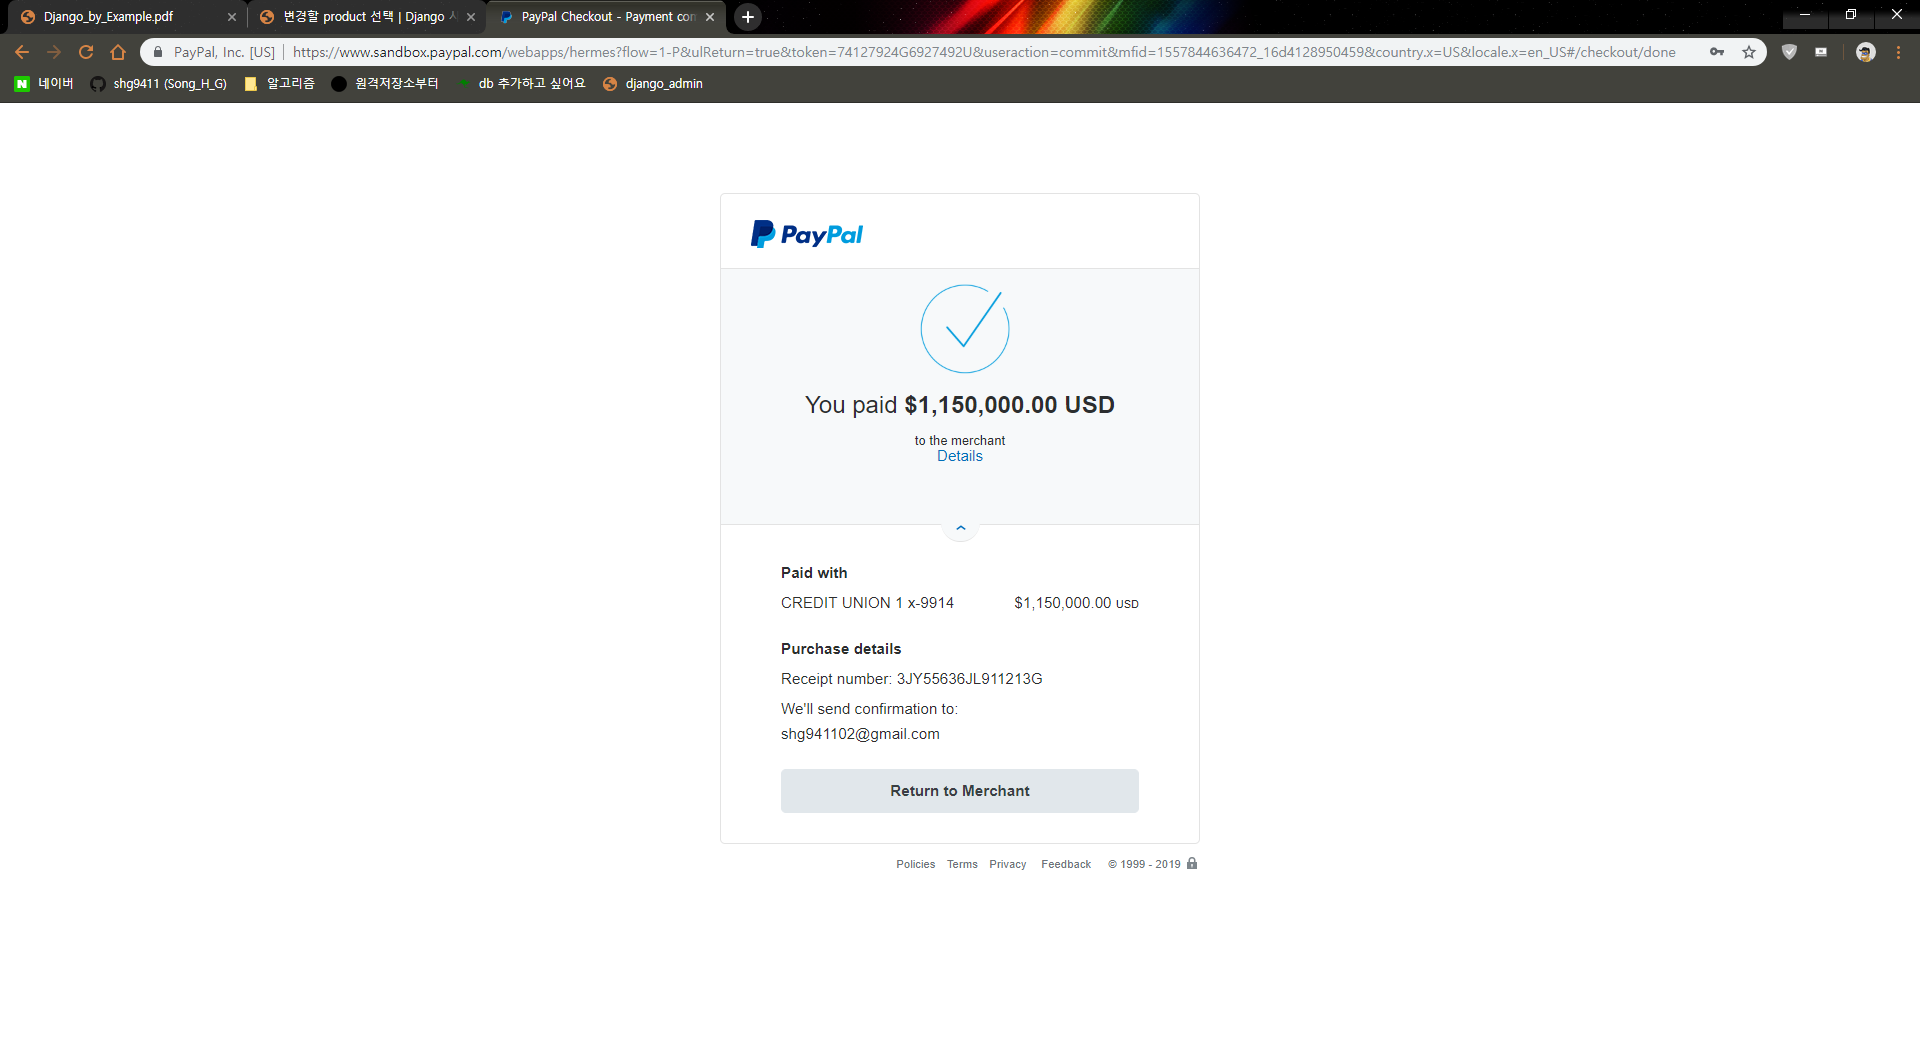 Django_by_Example.pdf
변경할 product 선택 | Django 사
PayPal Checkout - Payment con
PayPal, Inc. [US] | https://www.sandbox.paypal.com/webapps/hermes?flow=1-P&ulReturn=true&token=74127924G6927492U&useraction=commit&mfid=1557844636472_16d4128950459&country.x=US&locale.x=en_US#/checkout/done
네이버
shg9411 (Song_H_G)
알고리즘
원격저장소부터
db 추가하고 싶어요
django_admin
PayPal
You paid $1,150,000.00 USD
to the merchant
Details
Paid with
CREDIT UNION 1 x-9914 $1,150,000.00 USD
Purchase details
Receipt number: 3JY55636JL911213G
We'll send confirmation to:
shg941102@gmail.com
Return to Merchant
Policies Terms Privacy Feedback © 1999 - 2019